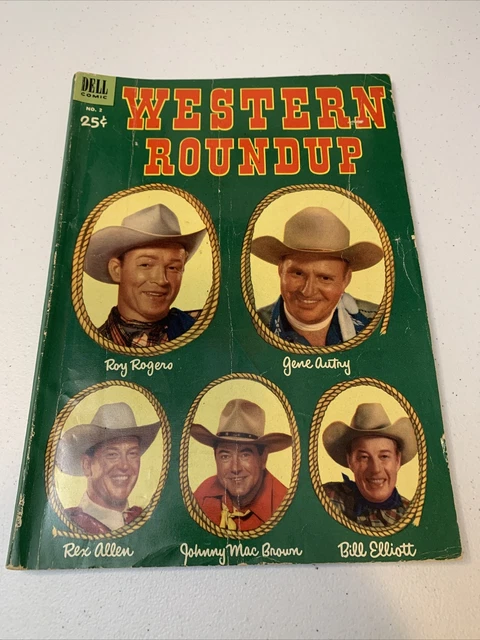 DELL
COMIC
NO. 2
25¢
WESTERN
ROUNDUP
Roy Rogers
Gene Autry
Rex Allen
Johnny Mac Brown
Bill Elliott